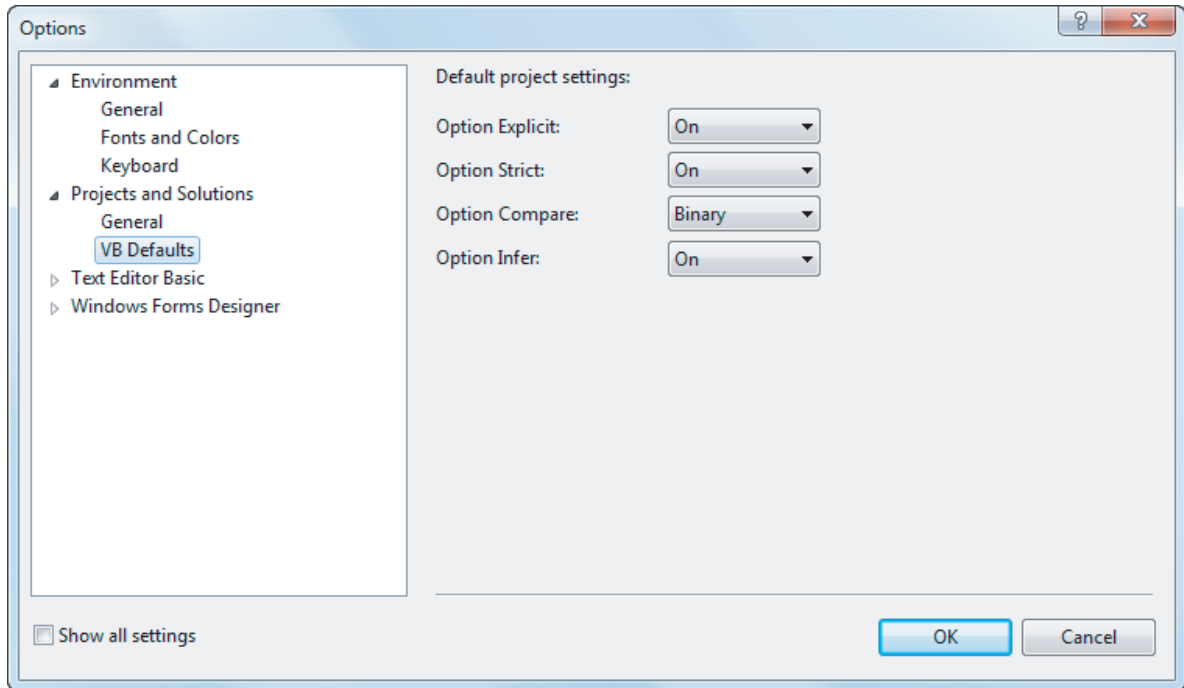 Options
Environment
General
Fonts and Colors
Keyboard
Projects and Solutions
General
VB Defaults
Text Editor Basic
Windows Forms Designer
Default project settings:
Option Explicit: On
Option Strict: On
Option Compare: Binary
Option Infer: On
Show all settings
OK Cancel